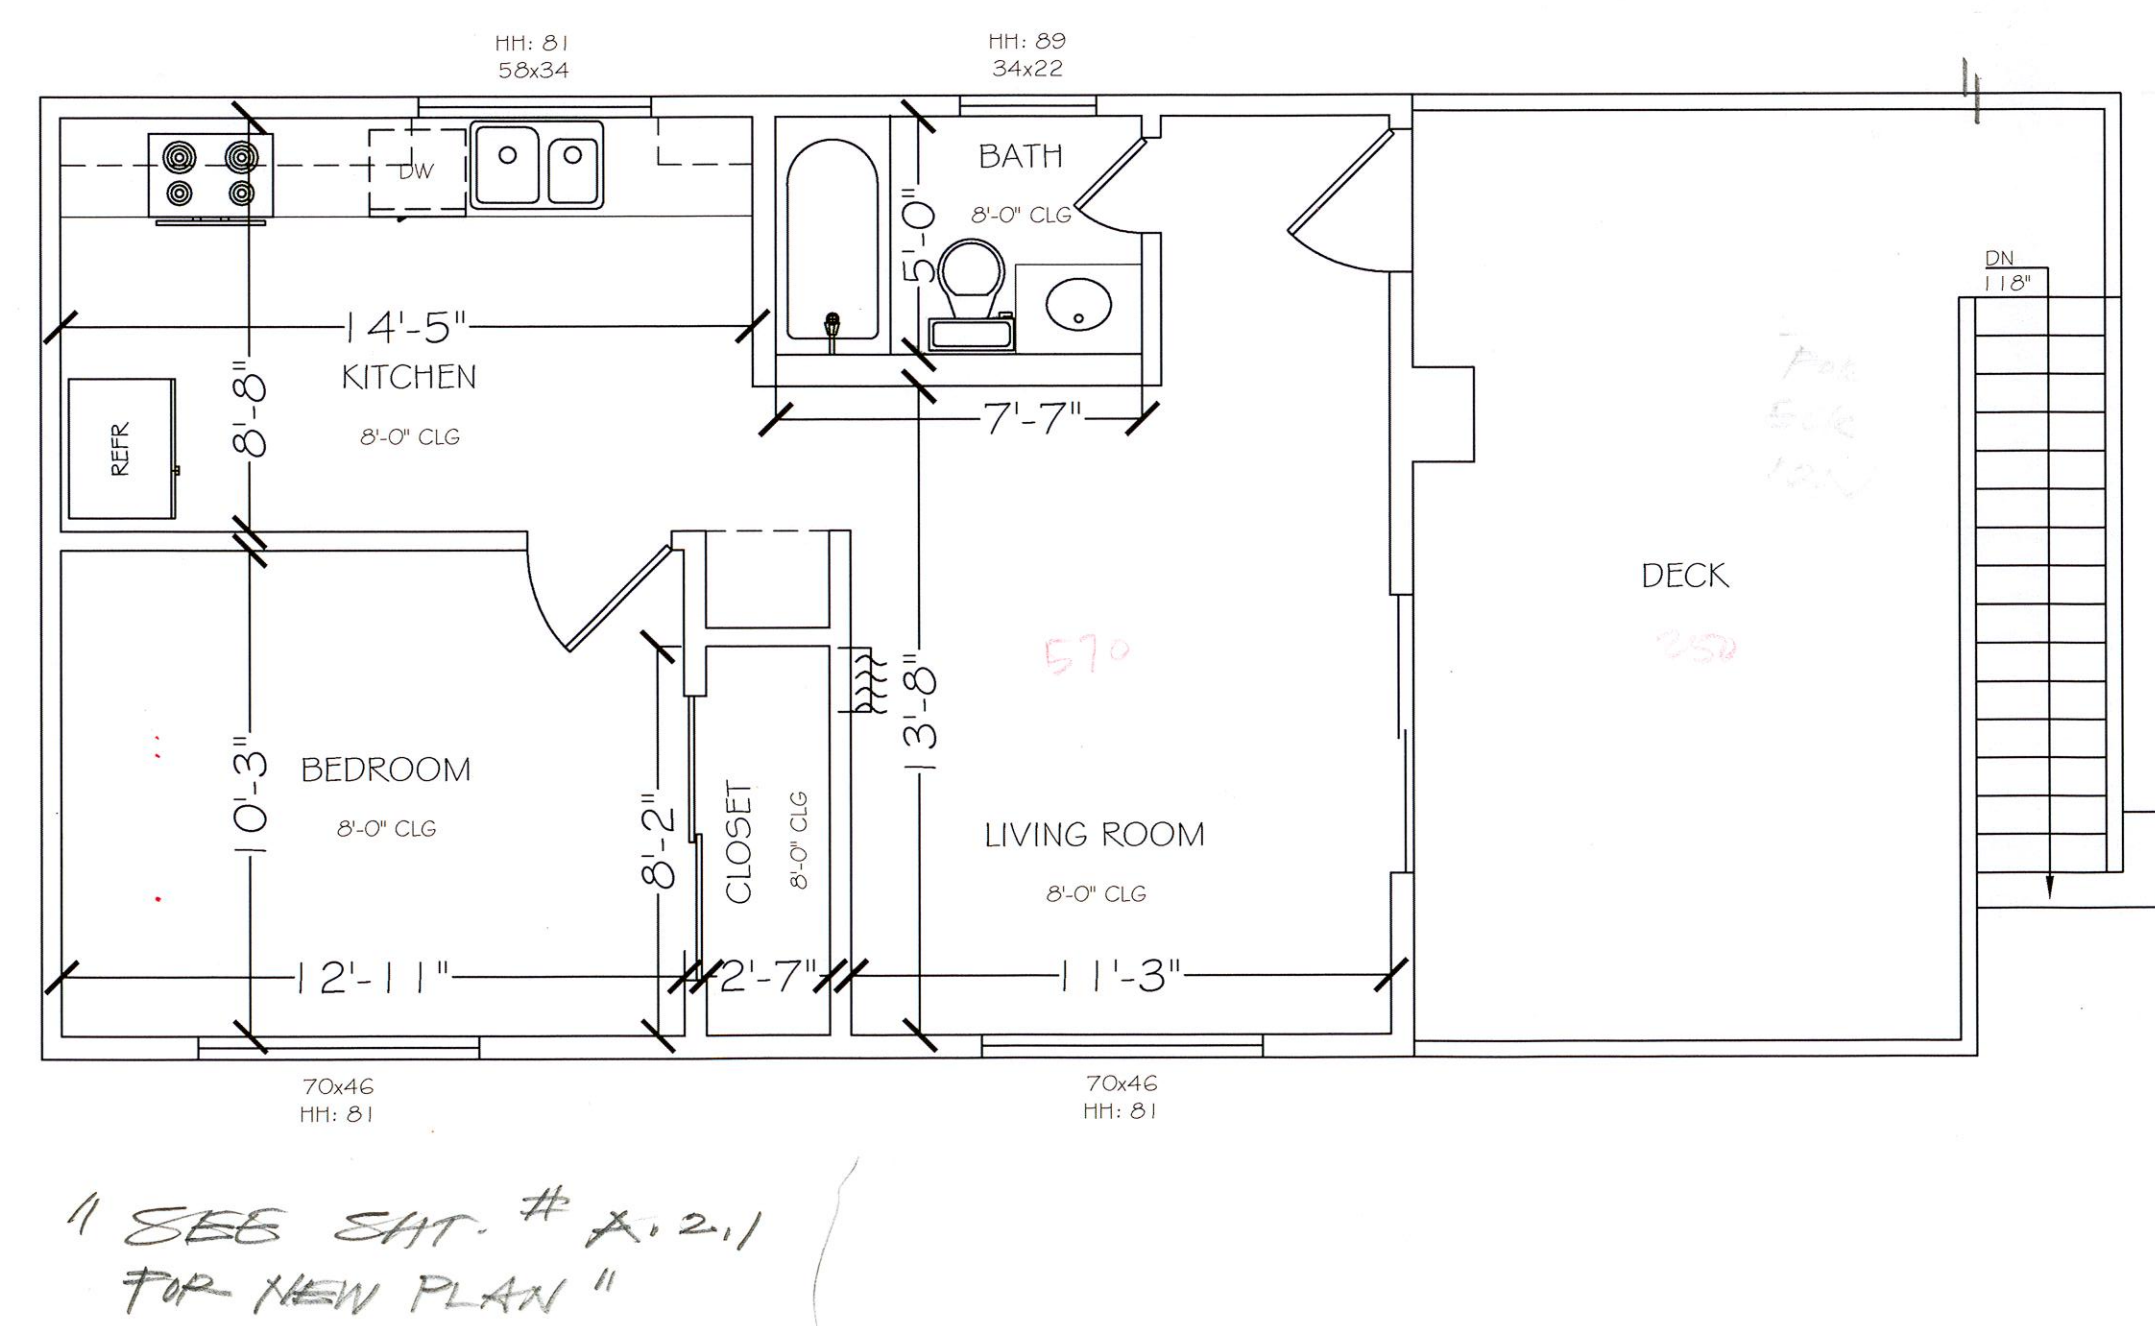 HH: 81
58x34
HH: 89
34x22
DW
BATH
8'-0" CLG
5'-0"
DN
118"
14'-5"
KITCHEN
8'-0" CLG
8'-8"
REFR
7'-7"
DECK
570
350
13'-8"
BEDROOM
8'-0" CLG
10'-3"
8'-2"
CLOSET
8'-0" CLG
LIVING ROOM
8'-0" CLG
12'-11"
2'-7"
11'-3"
70x46
HH: 81
70x46
HH: 81
" SEE SHT. # A.2.1
FOR NEW PLAN "